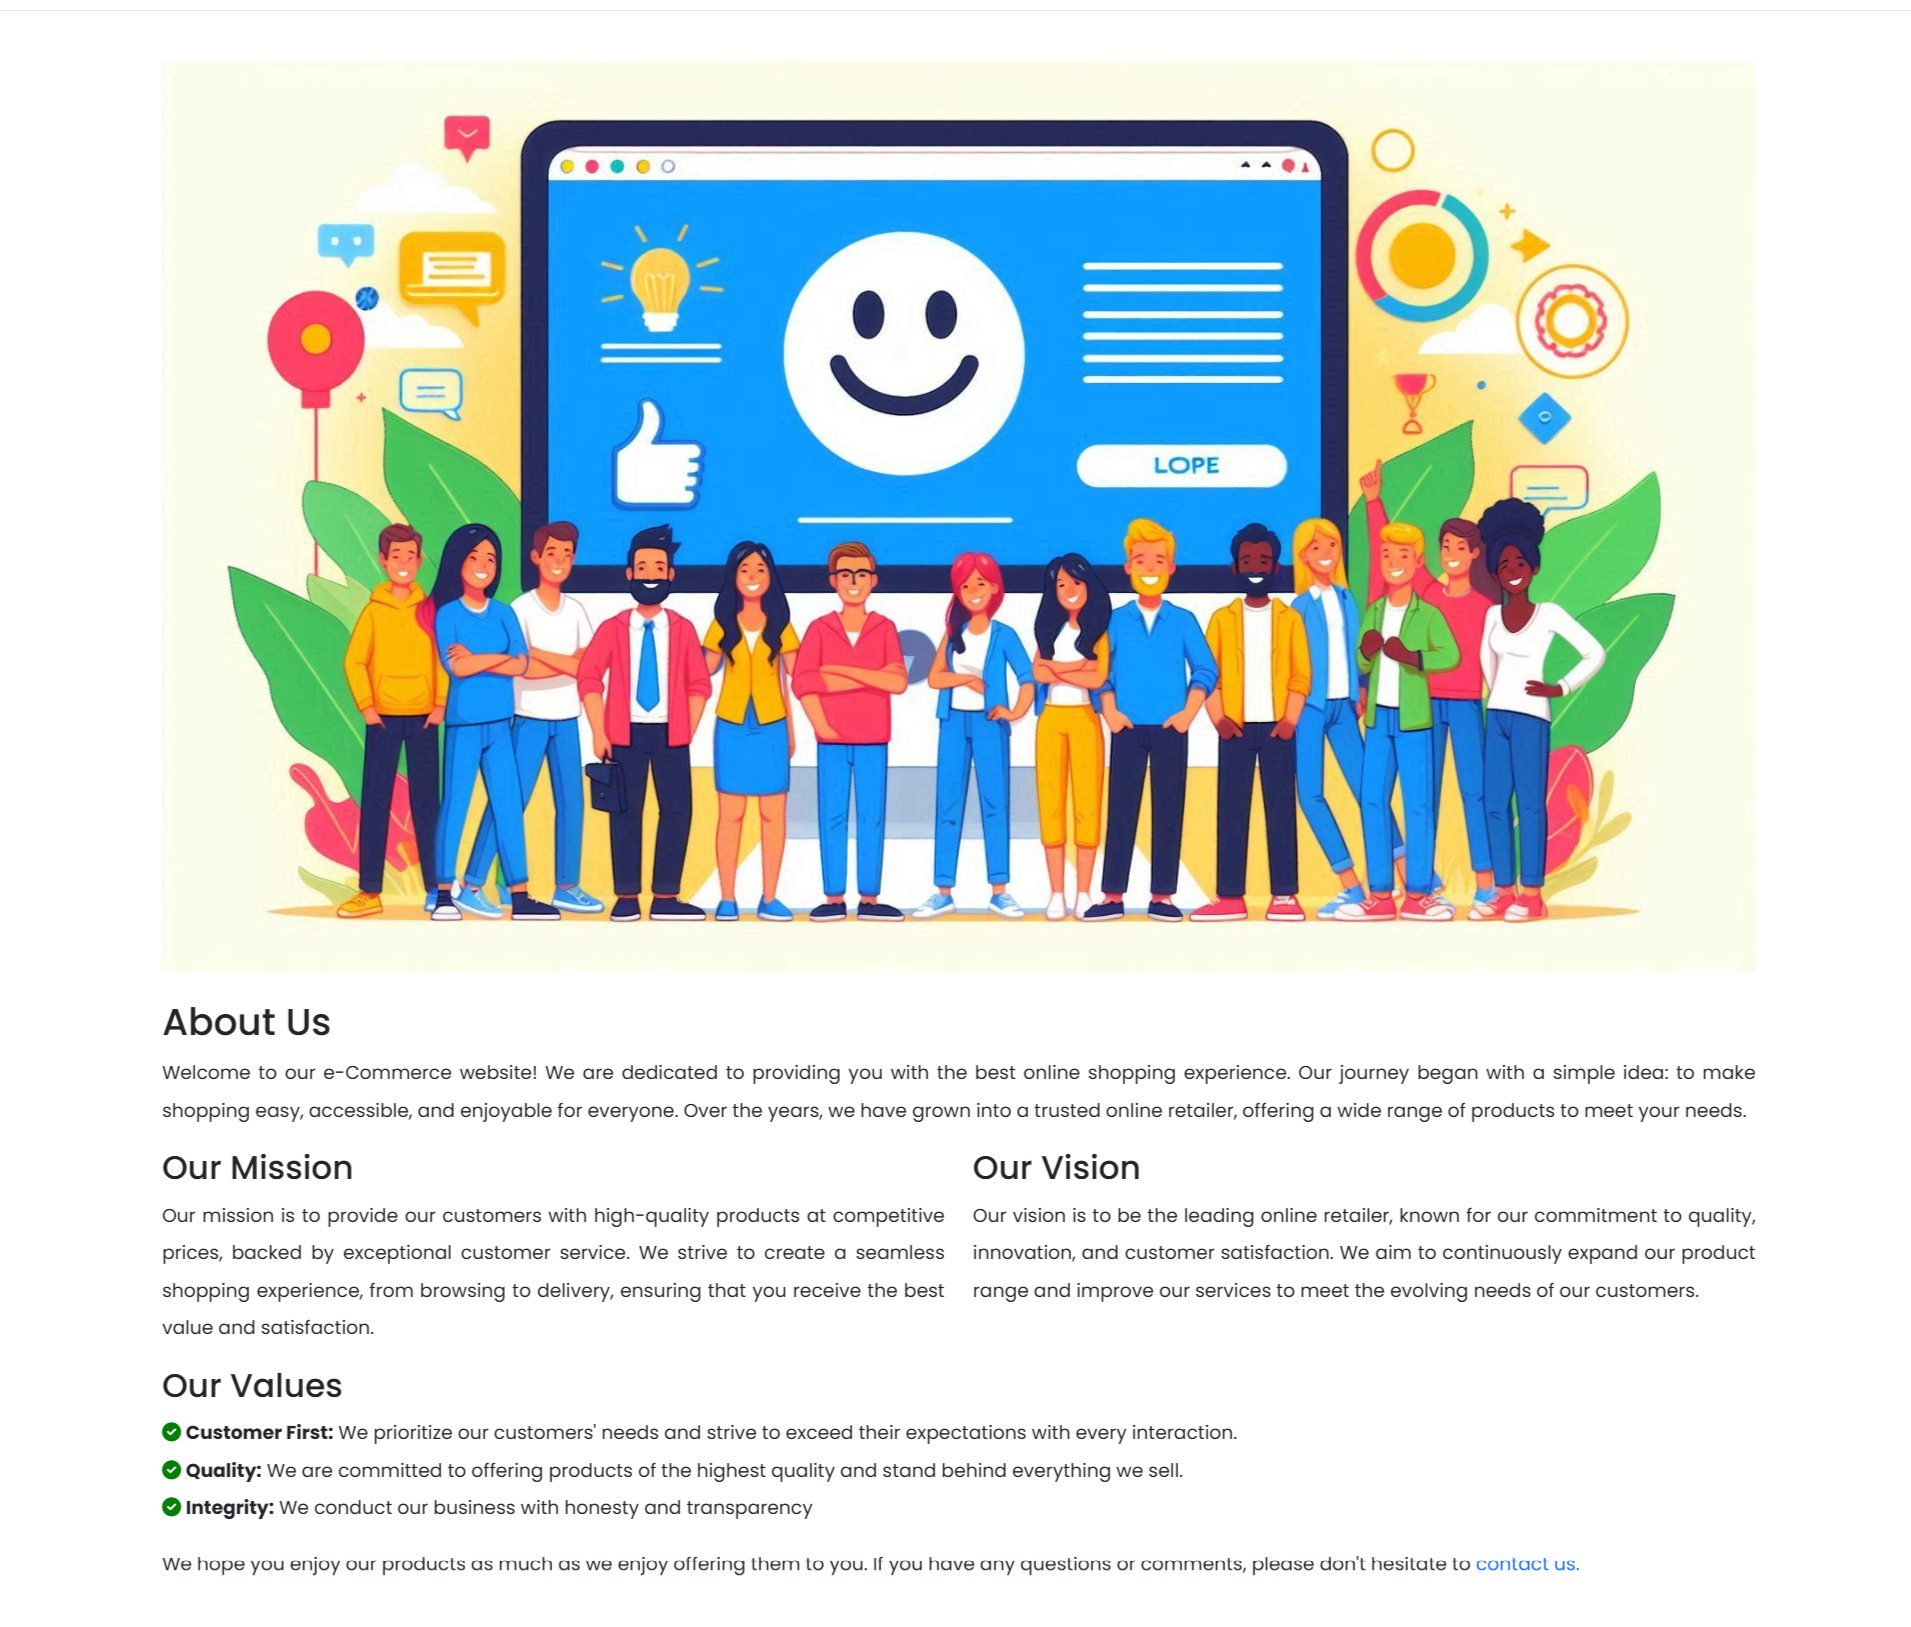 LOPE
About Us
Welcome to our e-Commerce website! We are dedicated to providing you with the best online shopping experience. Our journey began with a simple idea: to make
shopping easy, accessible, and enjoyable for everyone. Over the years, we have grown into a trusted online retailer, offering a wide range of products to meet your needs.
Our Mission
Our mission is to provide our customers with high-quality products at competitive
prices, backed by exceptional customer service. We strive to create a seamless
shopping experience, from browsing to delivery, ensuring that you receive the best
value and satisfaction.
Our Vision
Our vision is to be the leading online retailer, known for our commitment to quality,
innovation, and customer satisfaction. We aim to continuously expand our product
range and improve our services to meet the evolving needs of our customers.
Our Values
Customer First: We prioritize our customers' needs and strive to exceed their expectations with every interaction.
Quality: We are committed to offering products of the highest quality and stand behind everything we sell.
Integrity: We conduct our business with honesty and transparency
We hope you enjoy our products as much as we enjoy offering them to you. If you have any questions or comments, please don't hesitate to contact us.